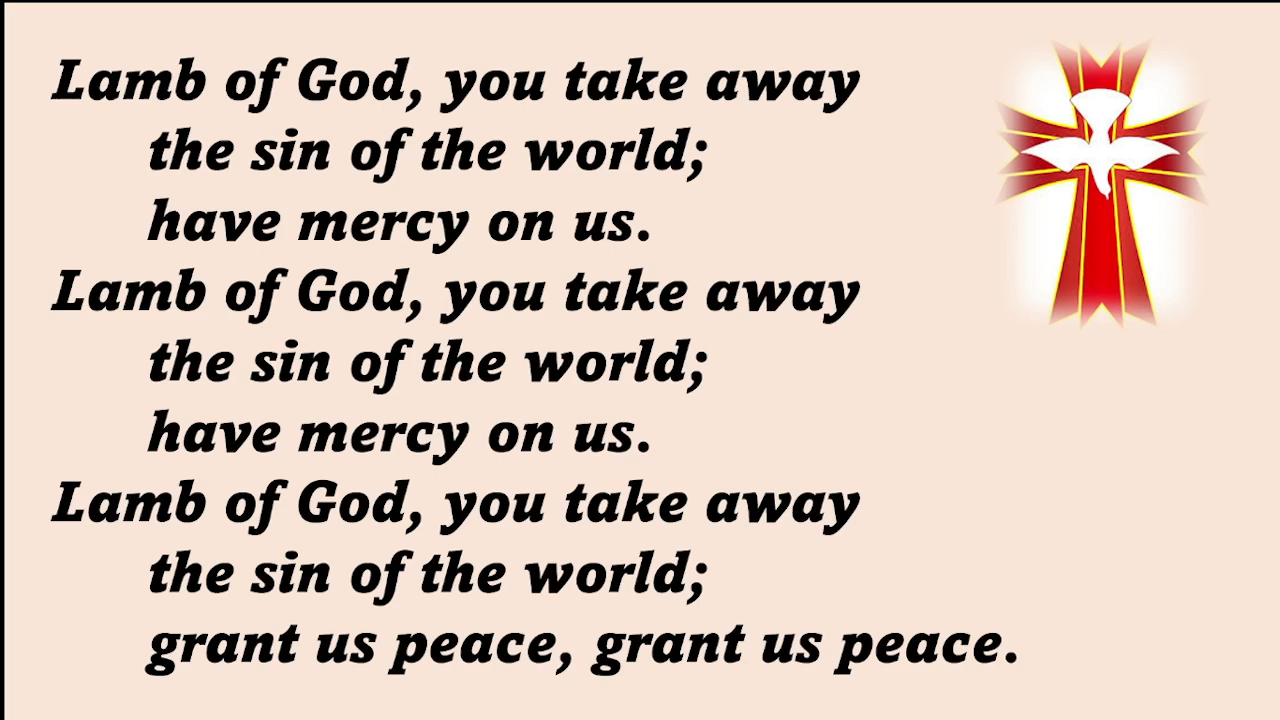 Lamb of God, you take away
the sin of the world;
have mercy on us.
Lamb of God, you take away
the sin of the world;
have mercy on us.
Lamb of God, you take away
the sin of the world;
grant us peace, grant us peace.